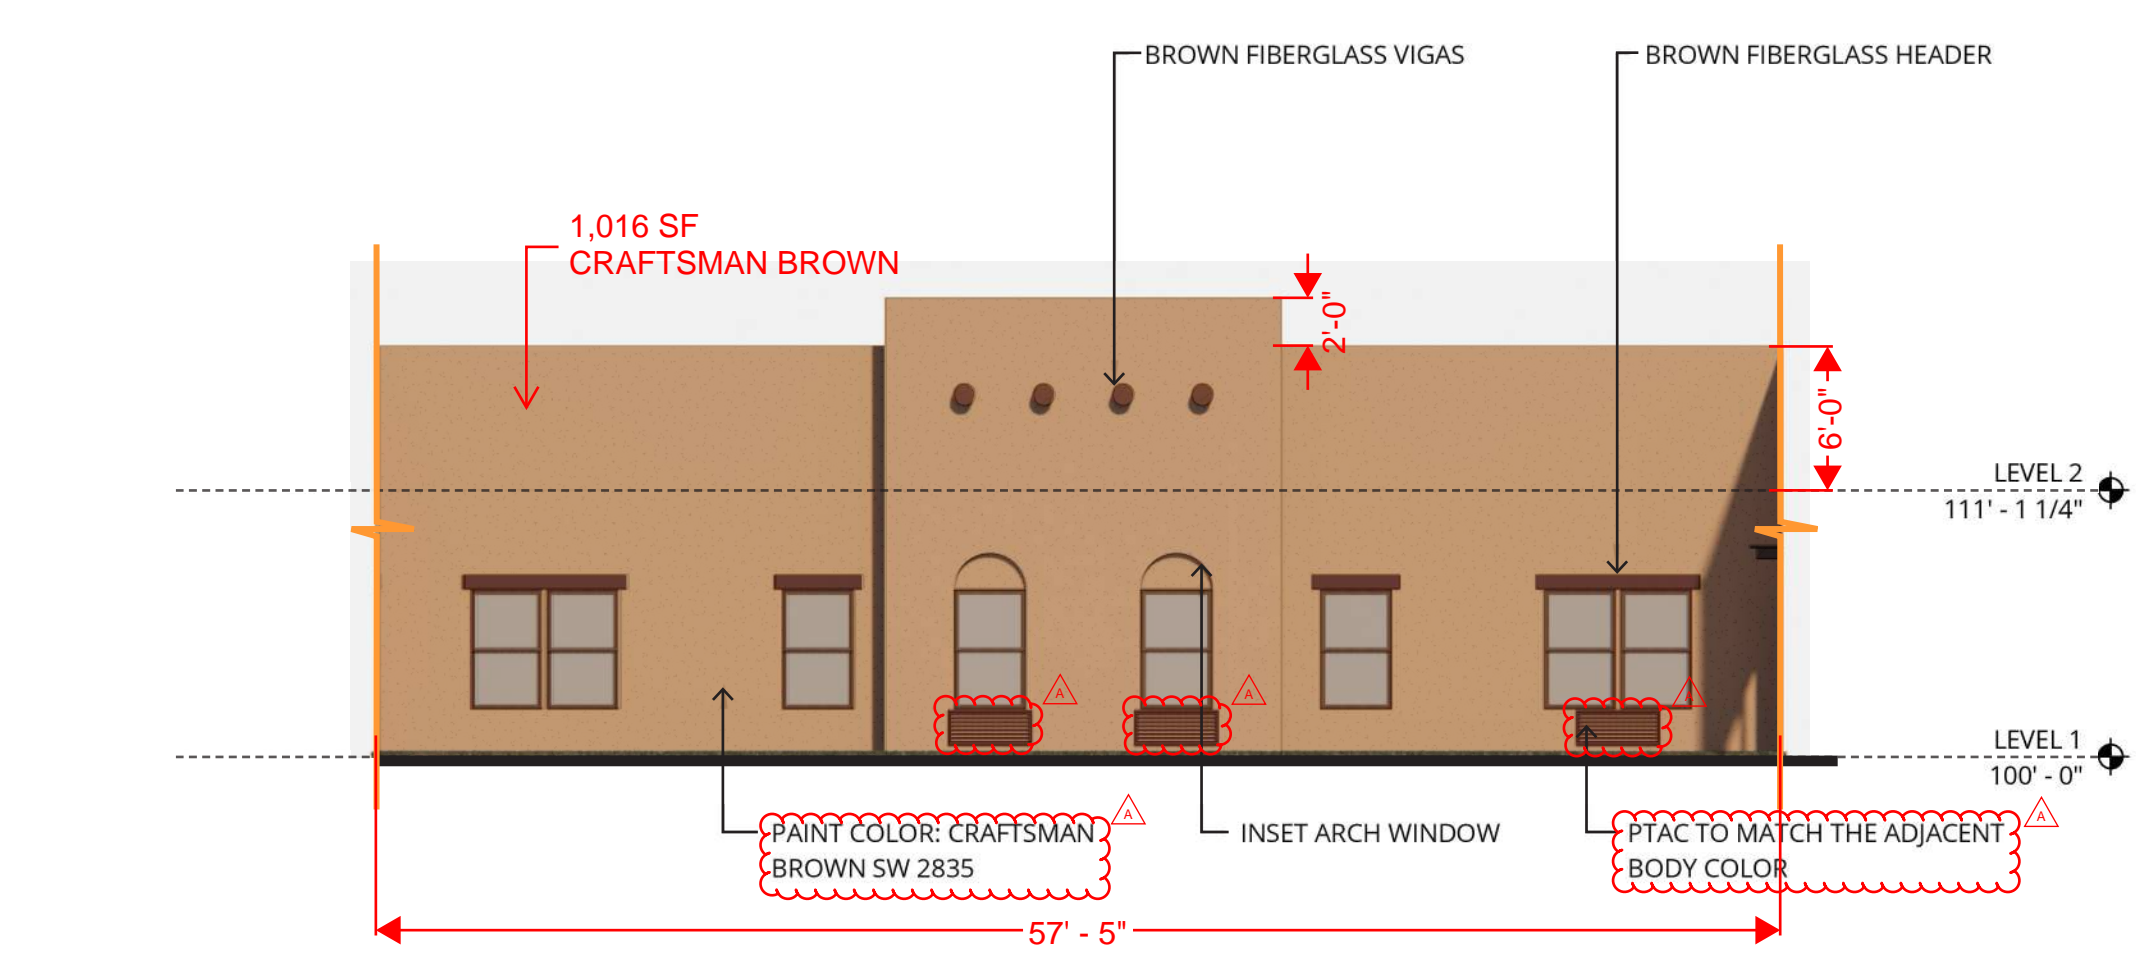 BROWN FIBERGLASS VIGAS
BROWN FIBERGLASS HEADER
1,016 SF
CRAFTSMAN BROWN
2'-0"
6'-0"
LEVEL 2
111' - 1 1/4"
A
A
A
LEVEL 1
100' - 0"
PAINT COLOR: CRAFTSMAN
BROWN SW 2835
A
INSET ARCH WINDOW
PTAC TO MATCH THE ADJACENT
BODY COLOR
A
57' - 5"